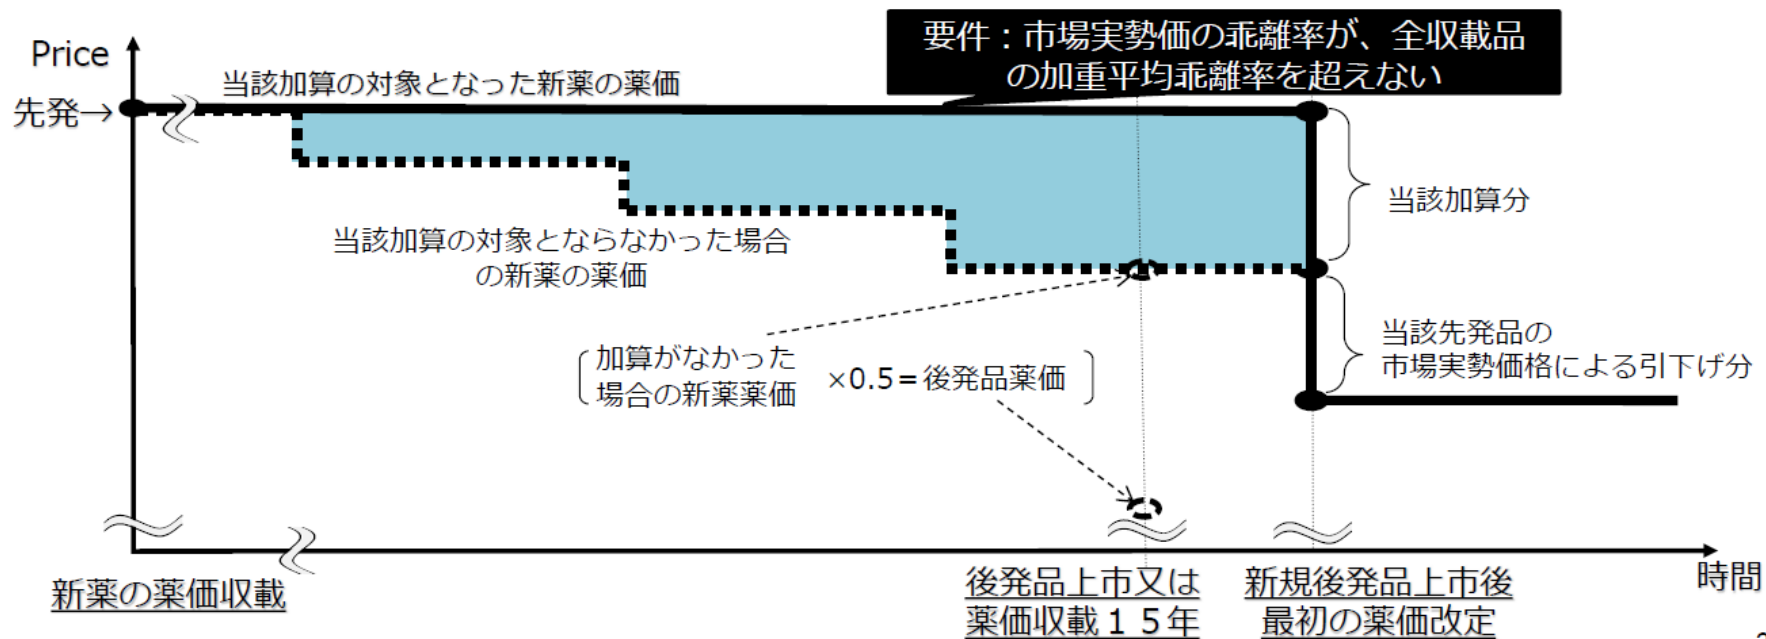 要件：市場実勢価の乖離率が、全収載品
の加重平均乖離率を超えない
Price
当該加算の対象となった新薬の薬価
先発→
当該加算分
当該加算の対象とならなかった場合
の新薬の薬価
当該先発品の
市場実勢価格による引下げ分
加算がなかった
場合の新薬薬価
×0.5＝後発品薬価
時間
新薬の薬価収載
後発品上市又は
薬価収載１５年
新規後発品上市後
最初の薬価改定